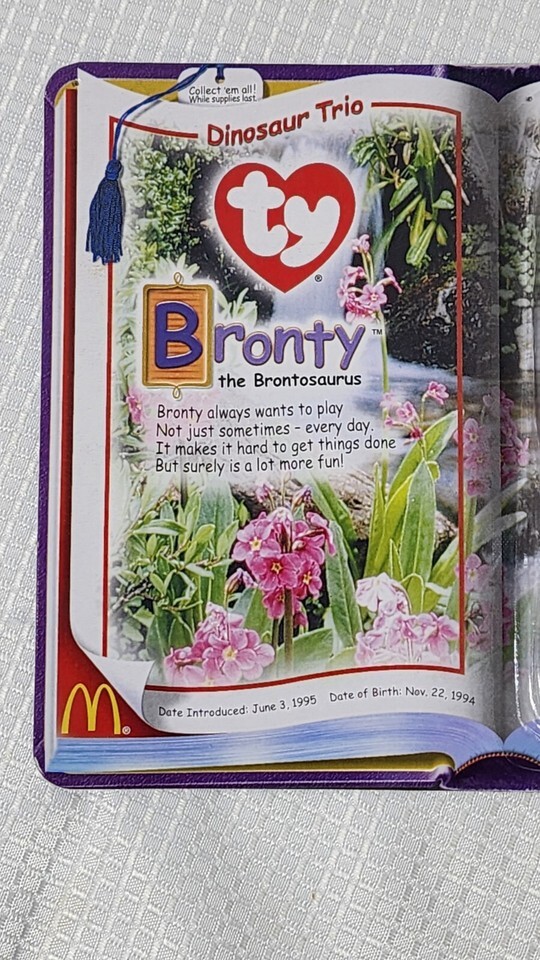 Collect 'em all!
While supplies last.
Dinosaur Trio
ty®
Bronty™
the Brontosaurus
Bronty always wants to play
Not just sometimes - every day.
It makes it hard to get things done
But surely is a lot more fun!
Date Introduced: June 3, 1995 Date of Birth: Nov. 22, 1994
M®